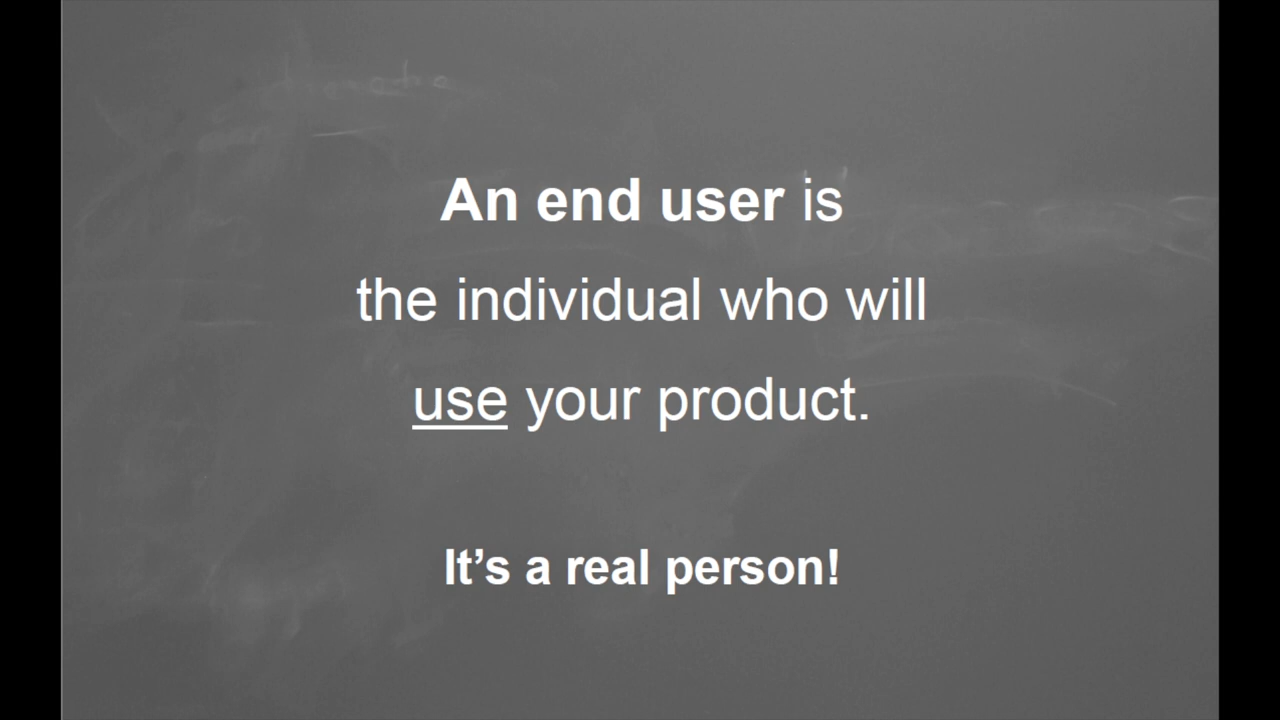 An end user is
the individual who will
use your product.
It’s a real person!